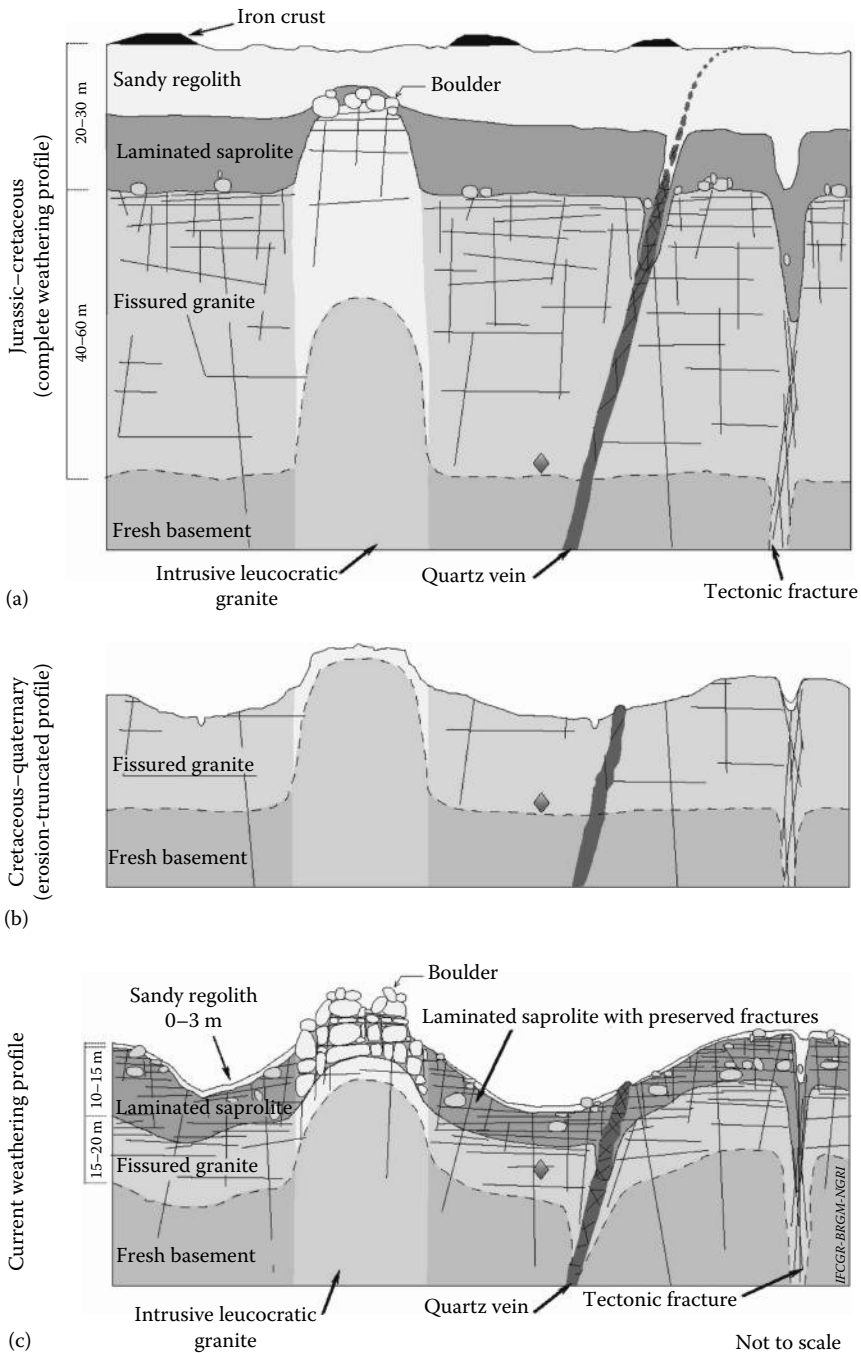 Iron crust
Sandy regolith
Boulder
Laminated saprolite
Fissured granite
Fresh basement
20–30 m
40–60 m
Jurassic–cretaceous
(complete weathering profile)
Intrusive leucocratic
granite
Quartz vein
Tectonic fracture
(a)
Fissured granite
Fresh basement
Cretaceous–quaternary
(erosion-truncated profile)
(b)
Boulder
Sandy regolith
0–3 m
Laminated saprolite with preserved fractures
Laminated saprolite
Fissured granite
Fresh basement
10–15 m
15–20 m
Current weathering profile
IFCGR-BRGM-NGRI
Intrusive leucocratic
granite
Quartz vein
Tectonic fracture
(c)
Not to scale